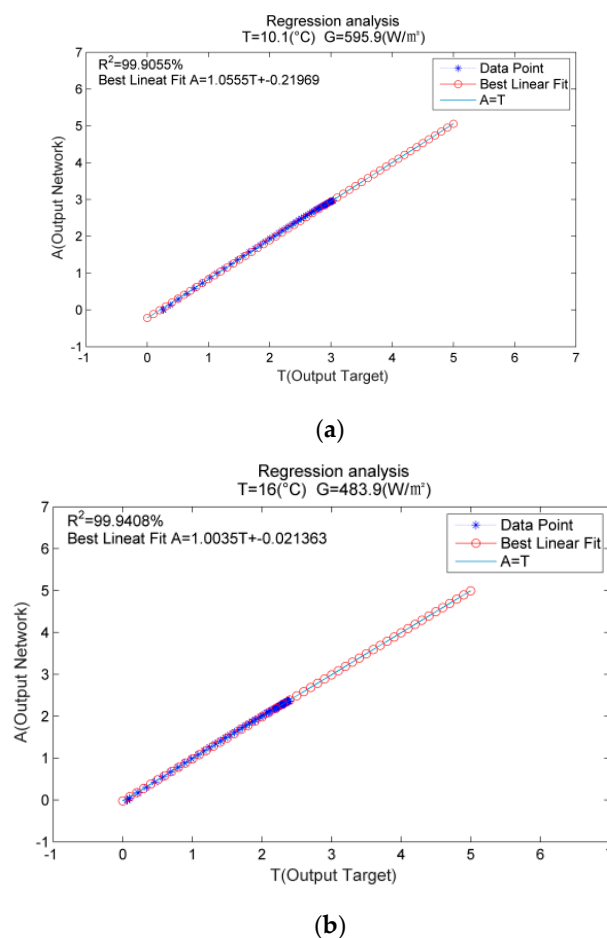 Regression analysis
T=10.1(°C) G=595.9(W/㎡)
R²=99.9055%
Best Lineat Fit A=1.0555T+-0.21969
Data Point
Best Linear Fit
A=T
A(Output Network)
7
6
5
4
3
2
1
0
-1
-1 0 1 2 3 4 5 6 7
T(Output Target)
(a)
Regression analysis
T=16(°C) G=483.9(W/㎡)
R²=99.9408%
Best Lineat Fit A=1.0035T+-0.021363
Data Point
Best Linear Fit
A=T
A(Output Network)
7
6
5
4
3
2
1
0
-1
-1 0 1 2 3 4 5 6 7
T(Output Target)
(b)